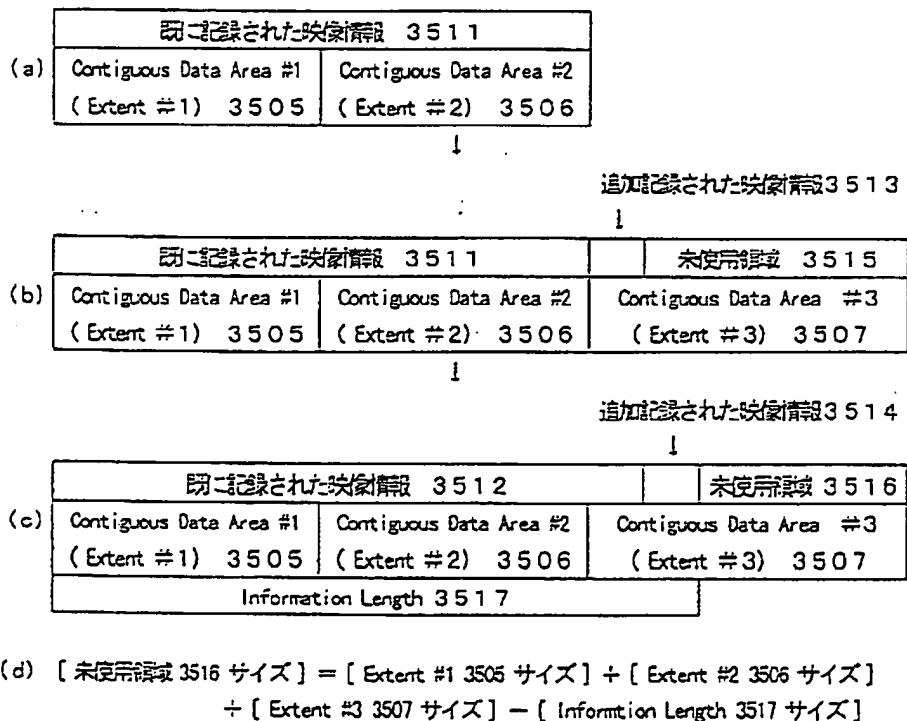 既に記録された映像情報 3511
(a) Contiguous Data Area #1 Contiguous Data Area #2
(Extent #1) 3505 (Extent #2) 3506
↓
追加記録された映像情報3513
↓
既に記録された映像情報 3511 未使用領域 3515
(b) Contiguous Data Area #1 Contiguous Data Area #2 Contiguous Data Area #3
(Extent #1) 3505 (Extent #2) 3506 (Extent #3) 3507
↓
追加記録された映像情報3514
↓
既に記録された映像情報 3512 未使用領域 3516
(c) Contiguous Data Area #1 Contiguous Data Area #2 Contiguous Data Area #3
(Extent #1) 3505 (Extent #2) 3506 (Extent #3) 3507
Information Length 3517
(d) [未使用領域 3516 サイズ] = [Extent #1 3505 サイズ] + [Extent #2 3506 サイズ]
+ [Extent #3 3507 サイズ] − [Informtion Length 3517 サイズ]